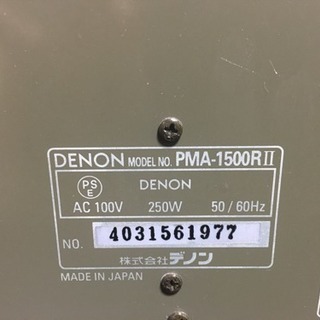 DENON MODEL NO. PMA-1500RII
PS
E
DENON
AC 100V 250W 50/60Hz
NO. 4031561977
株式会社デノン
MADE IN JAPAN